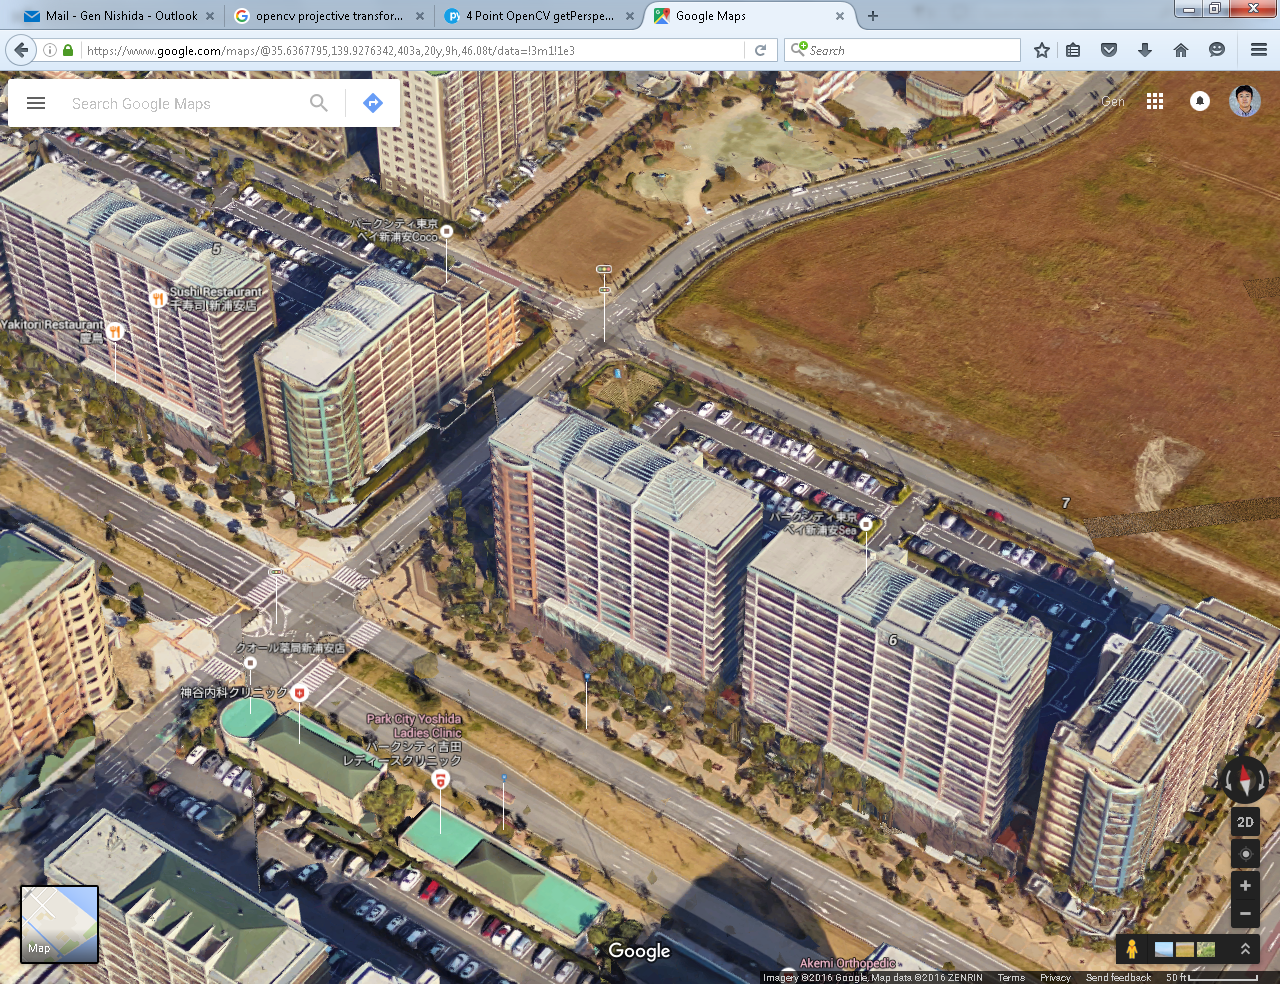 Mail - Gen Nishida - Outlook
opencv projective transfor...
4 Point OpenCV getPerspe...
Google Maps
https://www.google.com/maps/@35.6367795,139.9276342,403a,20y,9h,46.08t/data=!3m1!1e3
Search
Search Google Maps
Gen
パークシティ東京
ベイ新浦安Coco
5
Sushi Restaurant
千寿司新浦安店
Yakitori Restaurant
7
パークシティ東京
ベイ新浦安Sea
6
クオール薬局新浦安店
神谷内科クリニック
Park City Yoshida
Ladies Clinic
パークシティ吉田
レディースクリニック
2D
Map
Google
Akemi Orthopedic
Imagery ©2016 Google, Map data ©2016 ZENRIN
Terms
Privacy
Send feedback
50 ft